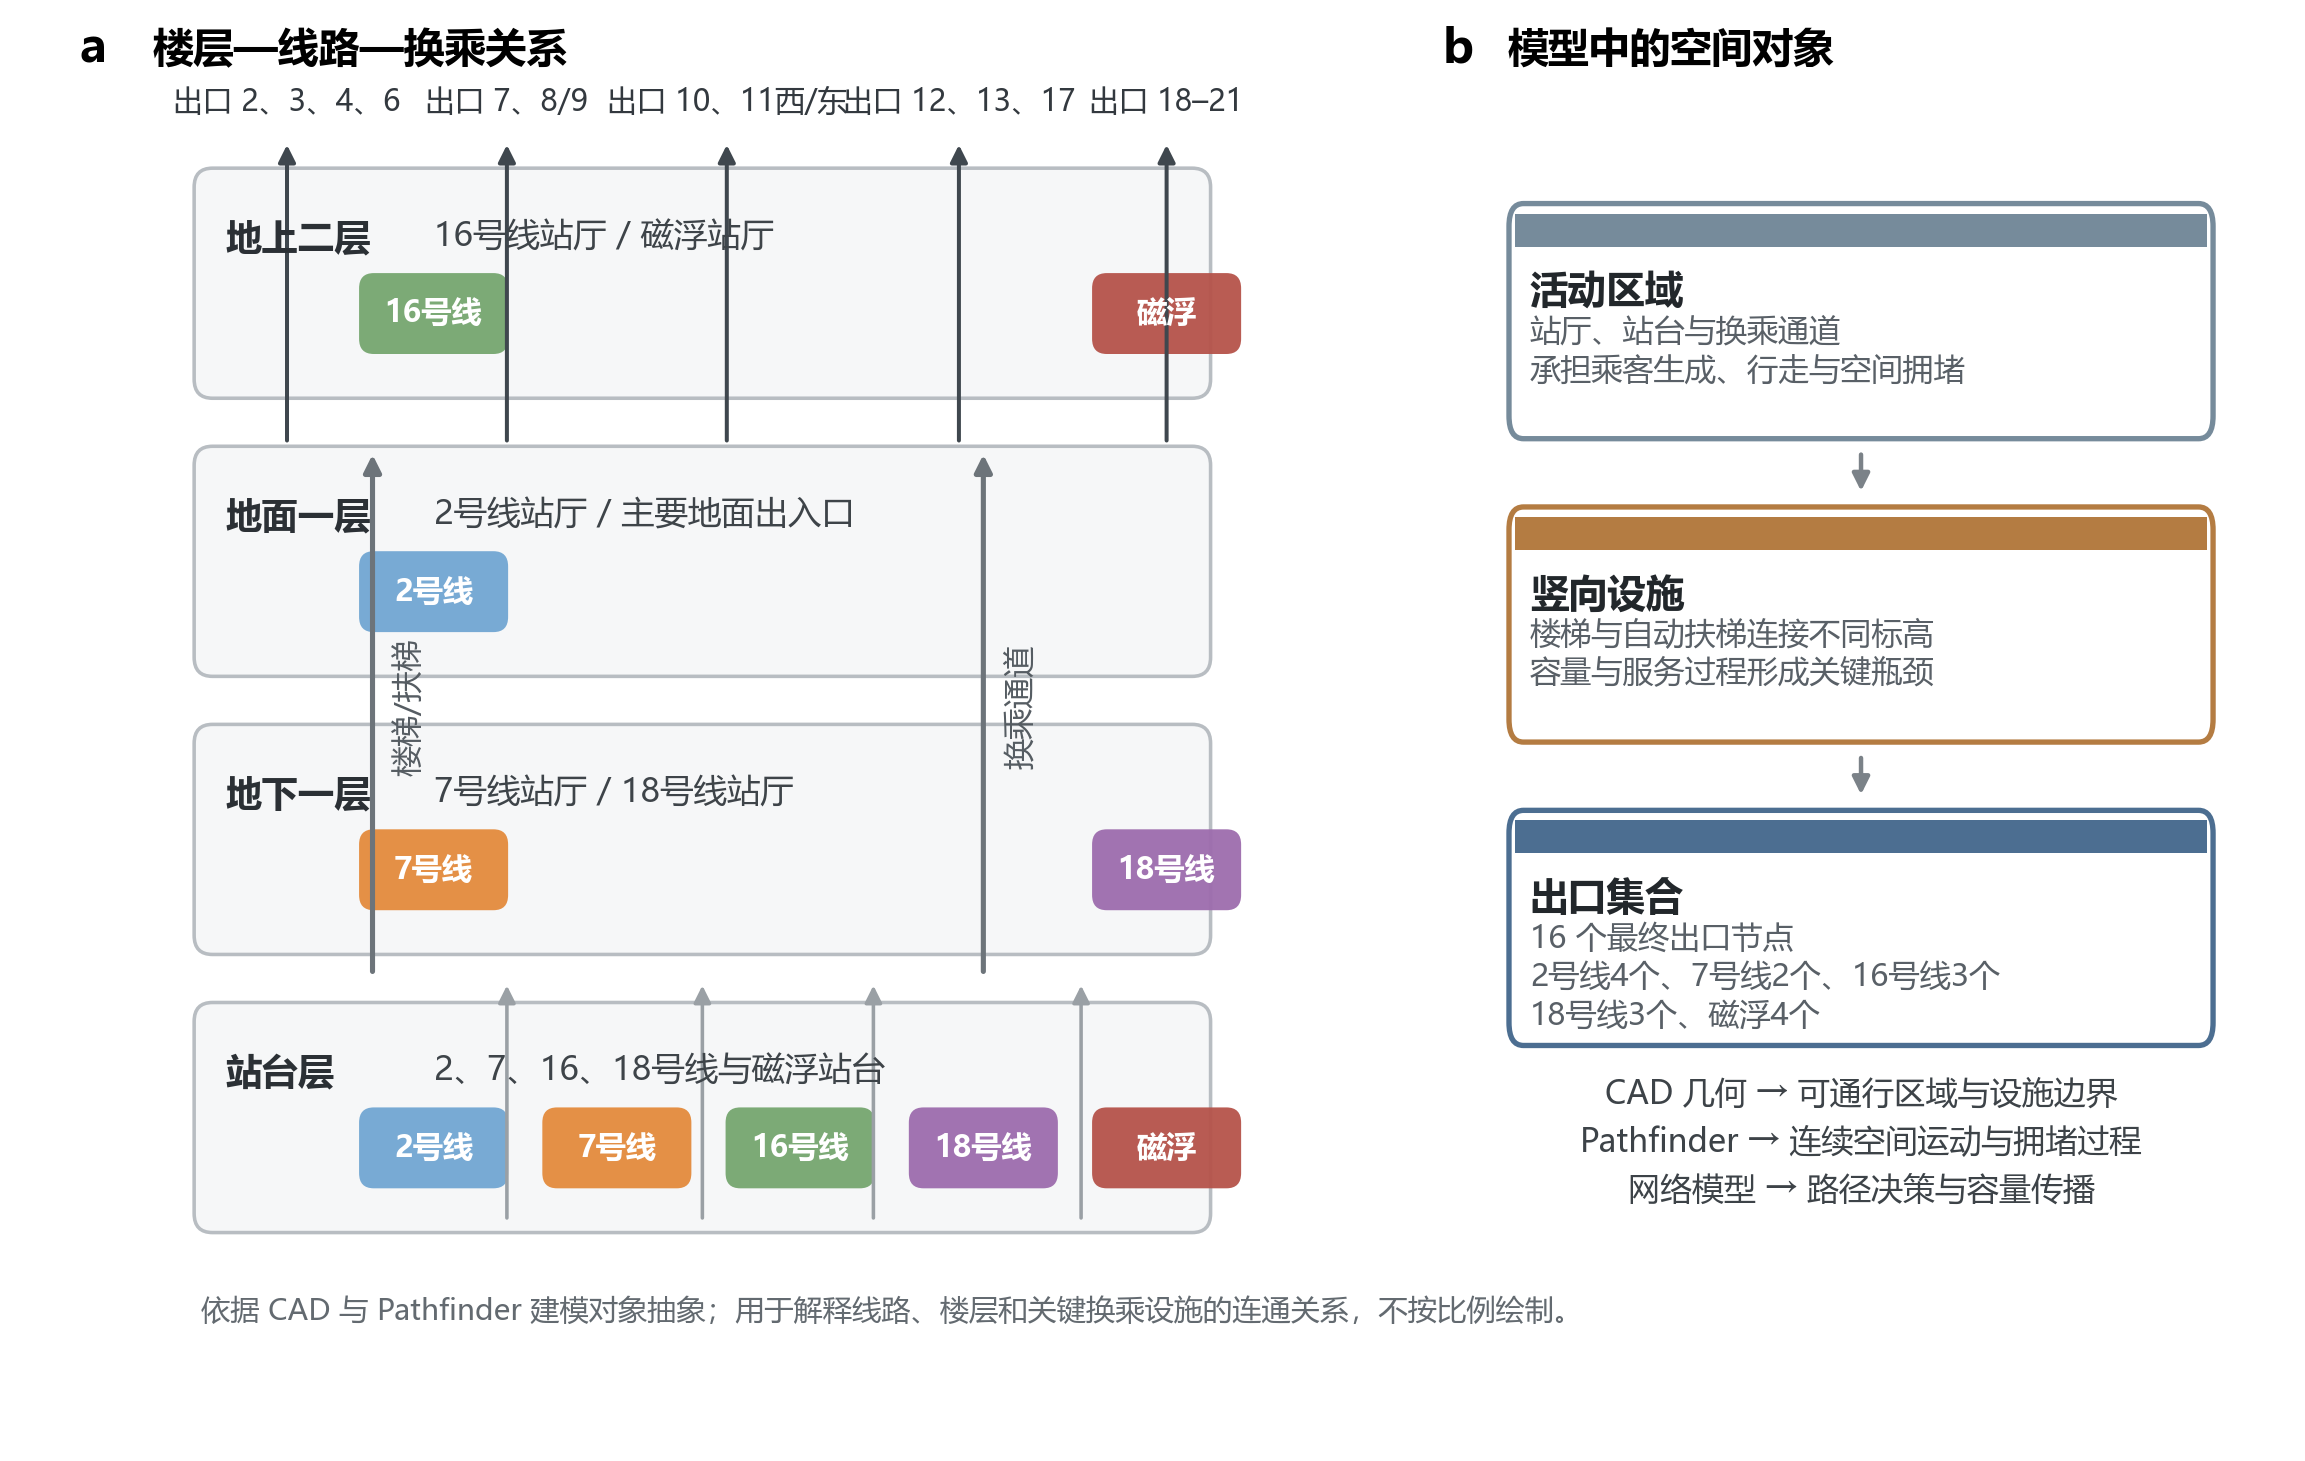 a 楼层—线路—换乘关系
出口 2、3、4、6 出口 7、8/9 出口 10、11西/东 出口 12、13、17 出口 18–21
地上二层 16号线站厅 / 磁浮站厅
16号线 磁浮
地面一层 2号线站厅 / 主要地面出入口
2号线
楼梯/扶梯
换乘通道
地下一层 7号线站厅 / 18号线站厅
7号线 18号线
站台层 2、7、16、18号线与磁浮站台
2号线 7号线 16号线 18号线 磁浮
b 模型中的空间对象
活动区域
站厅、站台与换乘通道
承担乘客生成、行走与空间拥堵
竖向设施
楼梯与自动扶梯连接不同标高
容量与服务过程形成关键瓶颈
出口集合
16 个最终出口节点
2号线4个、7号线2个、16号线3个
18号线3个、磁浮4个
CAD 几何 → 可通行区域与设施边界
Pathfinder → 连续空间运动与拥堵过程
网络模型 → 路径决策与容量传播
依据 CAD 与 Pathfinder 建模对象抽象；用于解释线路、楼层和关键换乘设施的连通关系，不按比例绘制。